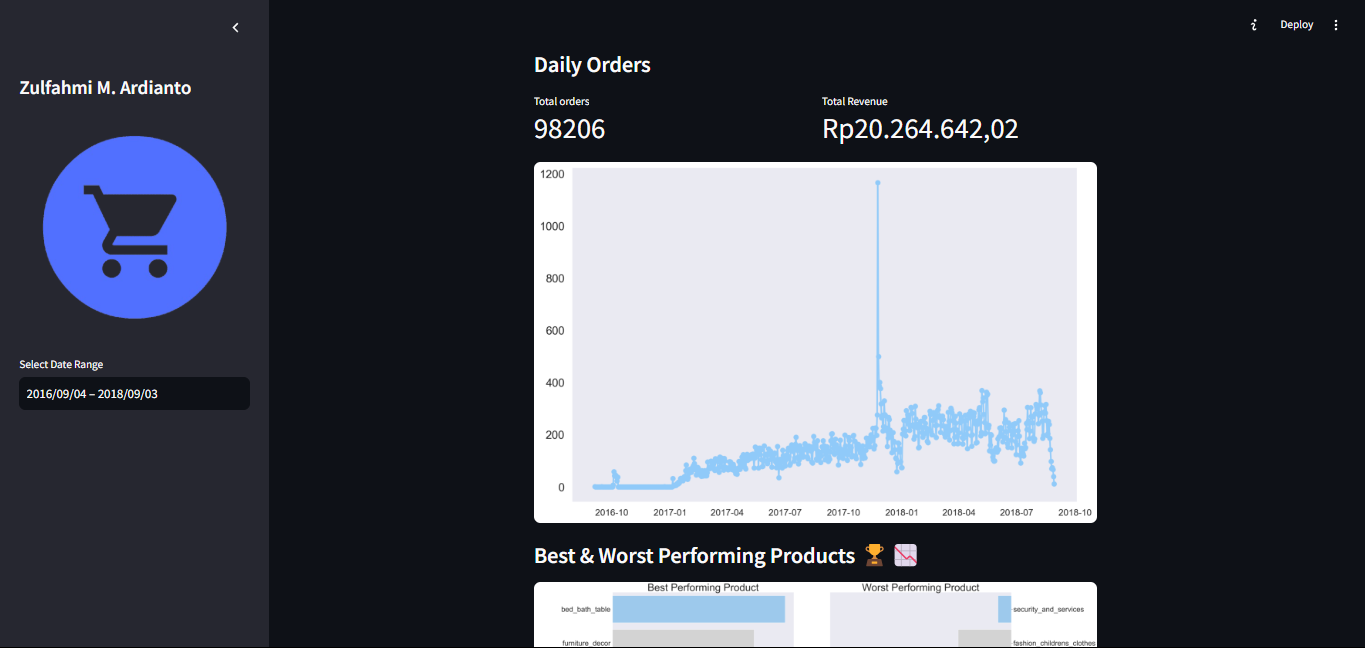 Deploy
Zulfahmi M. Ardianto
Select Date Range
2016/09/04 – 2018/09/03
Daily Orders
Total orders
98206
Total Revenue
Rp20.264.642,02
1200
1000
800
600
400
200
0
2016-10 2017-01 2017-04 2017-07 2017-10 2018-01 2018-04 2018-07 2018-10
Best & Worst Performing Products 🏆 📉
Best Performing Product
bed_bath_table
furniture_decor
Worst Performing Product
security_and_services
fashion_childrens_clothes